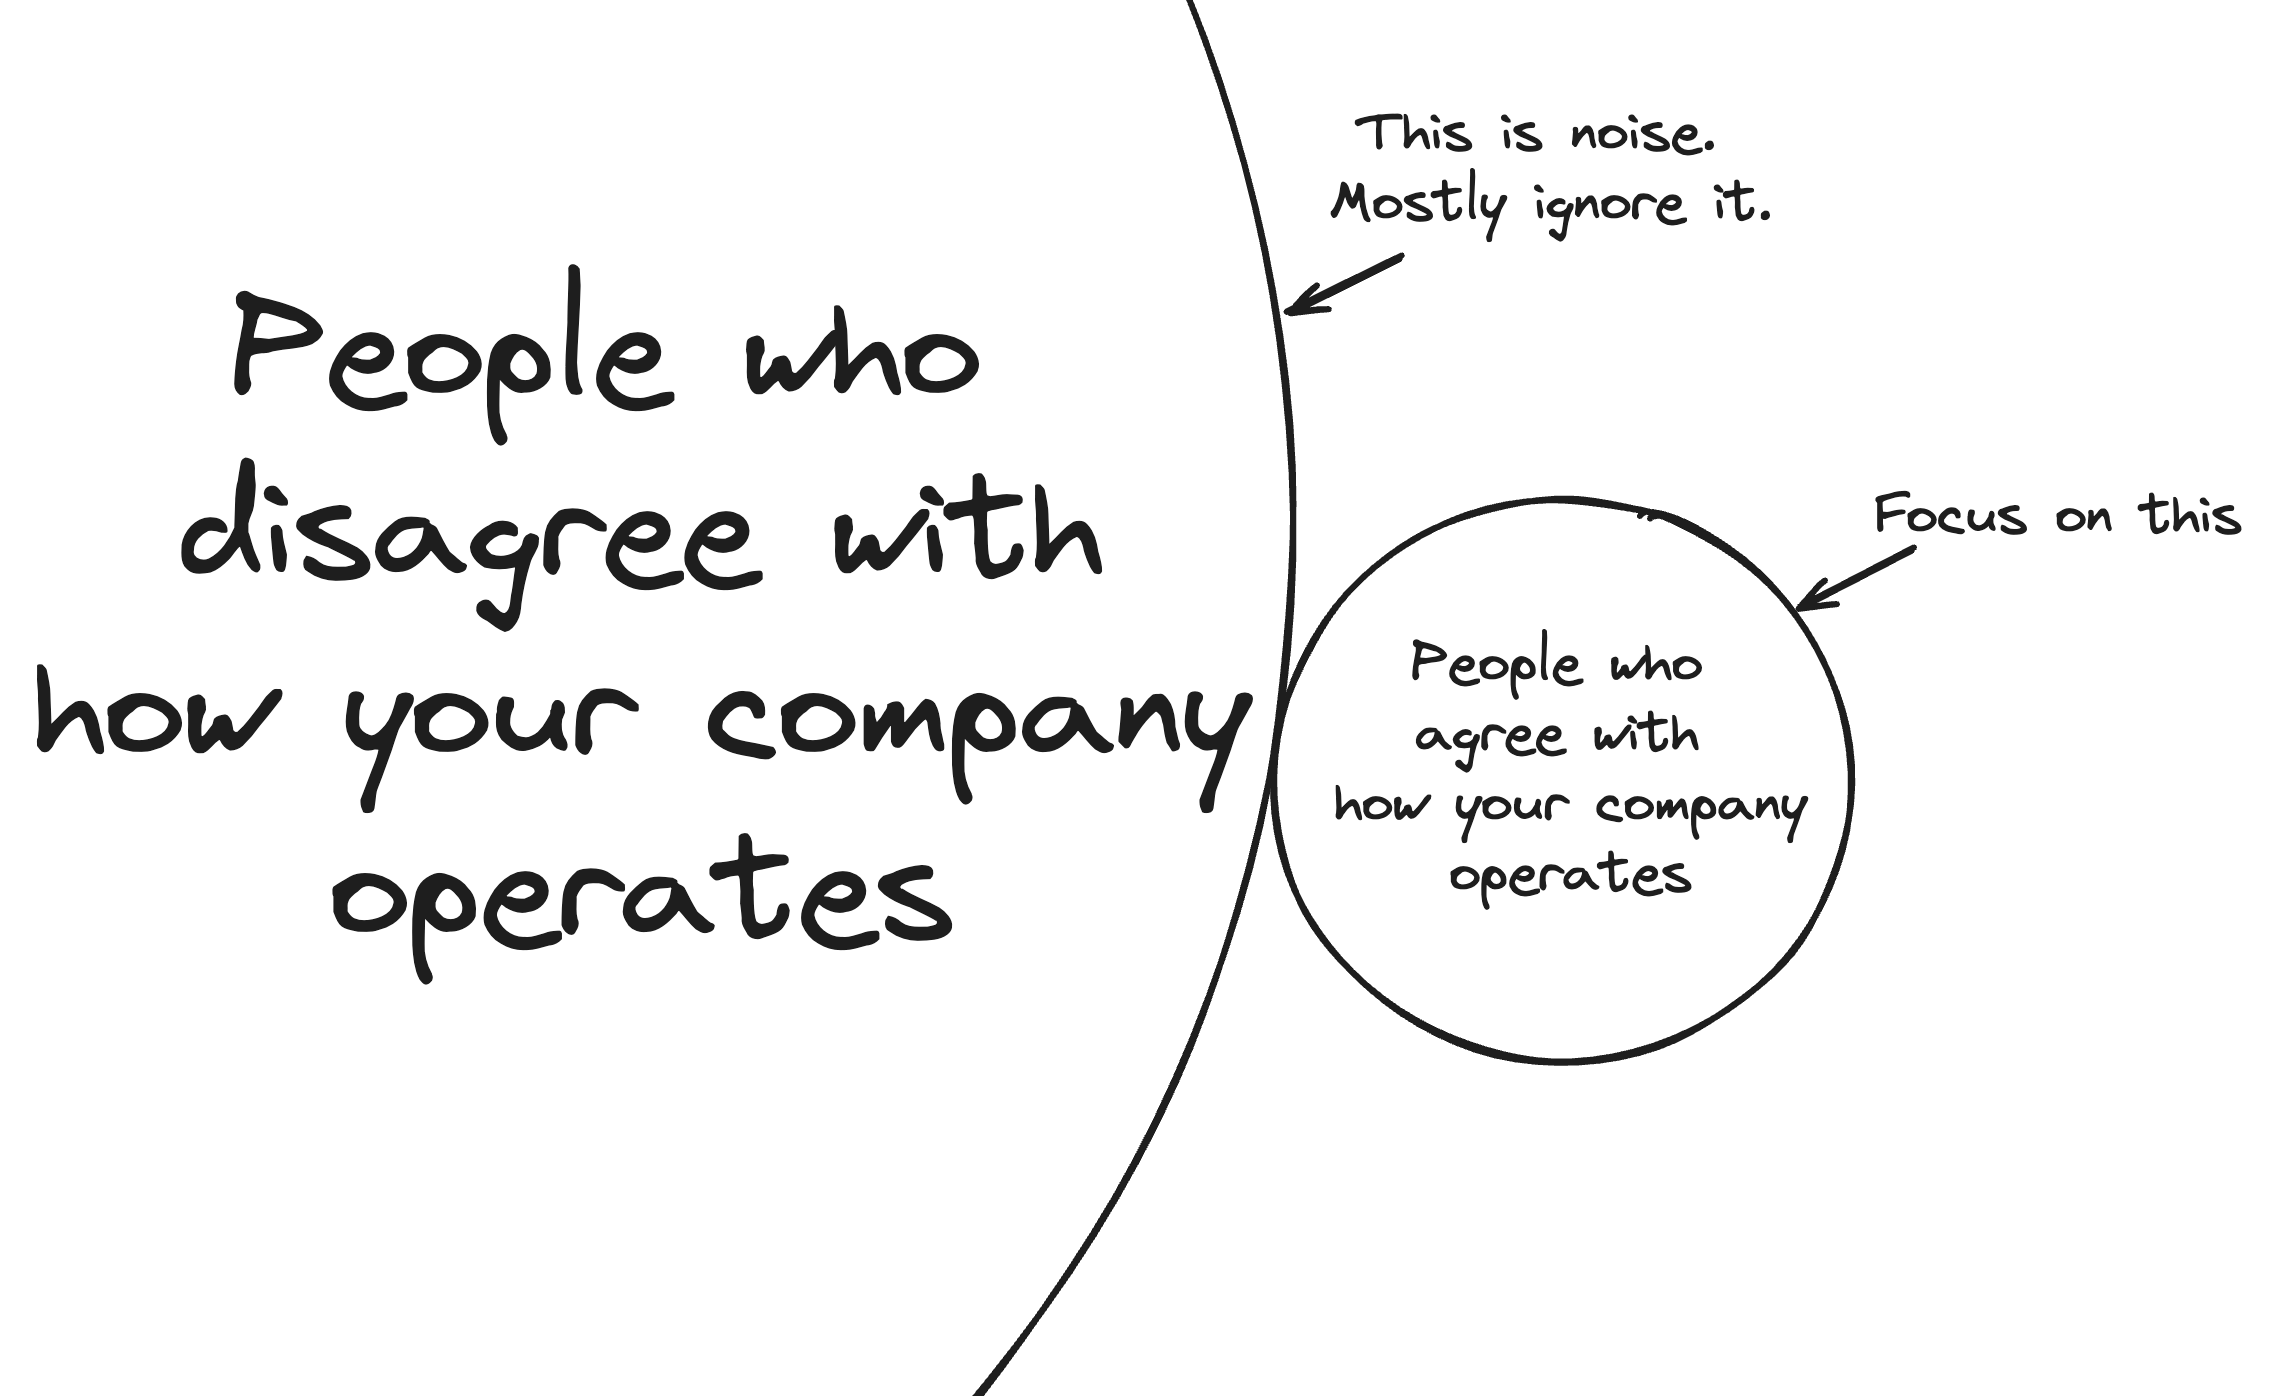 People who
disagree with
how your company
operates
This is noise.
Mostly ignore it.
Focus on this
People who
agree with
how your company
operates